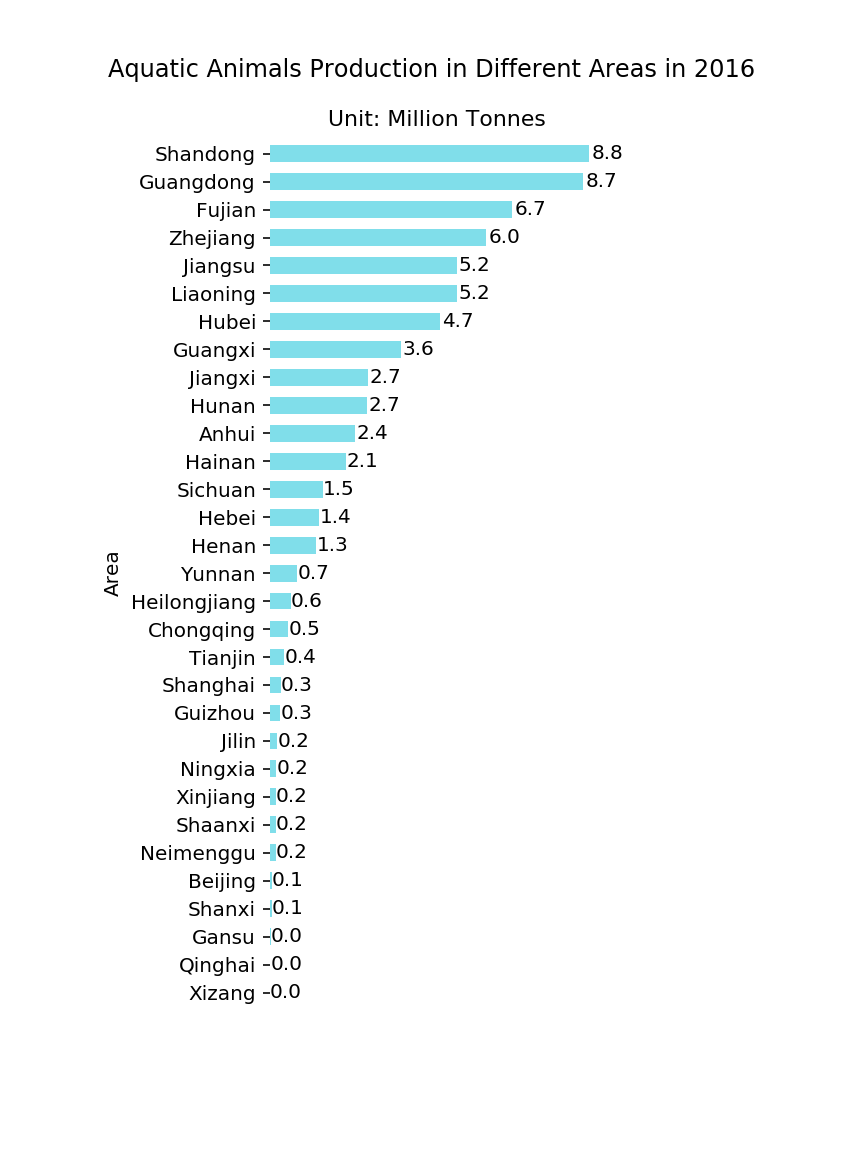 Aquatic Animals Production in Different Areas in 2016
Unit: Million Tonnes
Area
Shandong 8.8
Guangdong 8.7
Fujian 6.7
Zhejiang 6.0
Jiangsu 5.2
Liaoning 5.2
Hubei 4.7
Guangxi 3.6
Jiangxi 2.7
Hunan 2.7
Anhui 2.4
Hainan 2.1
Sichuan 1.5
Hebei 1.4
Henan 1.3
Yunnan 0.7
Heilongjiang 0.6
Chongqing 0.5
Tianjin 0.4
Shanghai 0.3
Guizhou 0.3
Jilin 0.2
Ningxia 0.2
Xinjiang 0.2
Shaanxi 0.2
Neimenggu 0.2
Beijing 0.1
Shanxi 0.1
Gansu 0.0
Qinghai 0.0
Xizang 0.0